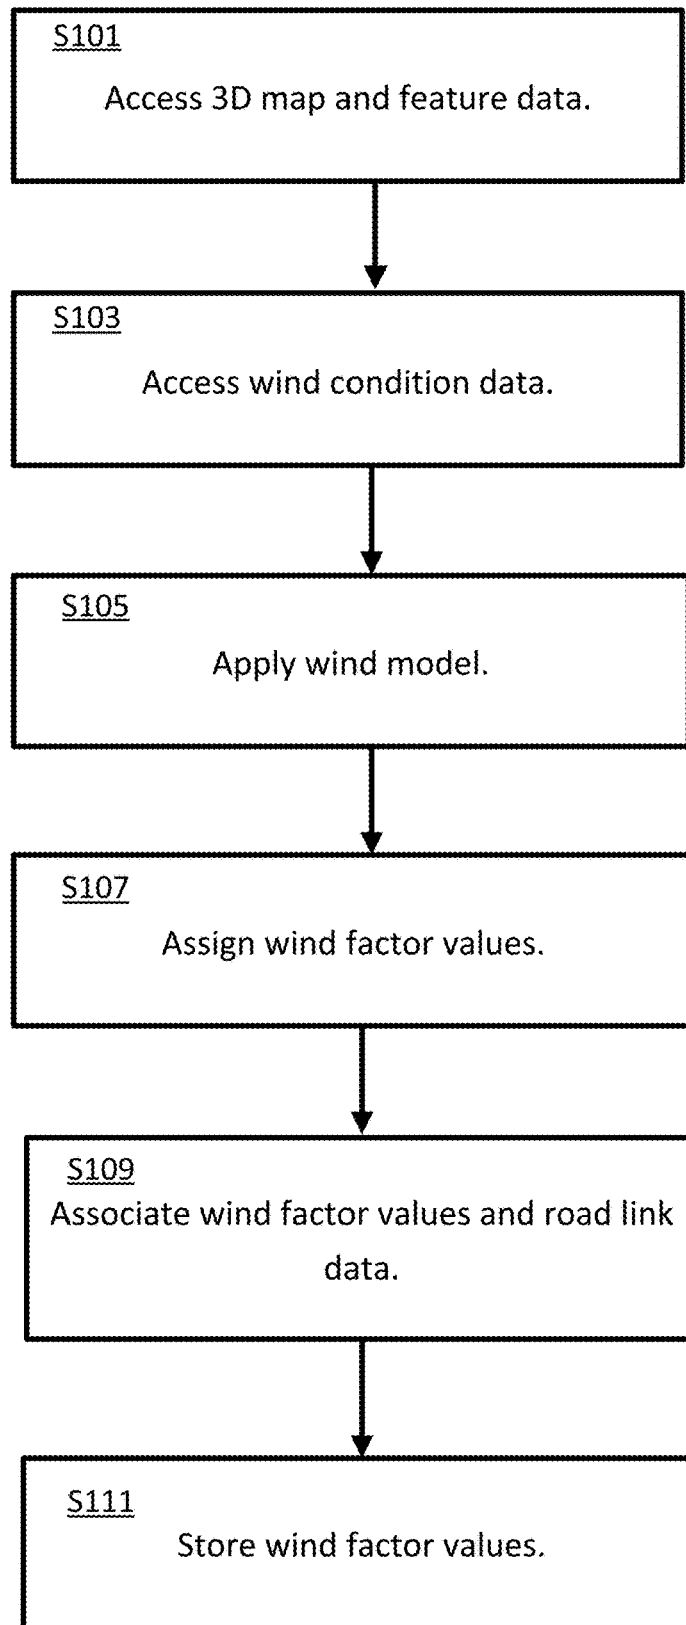 S101
Access 3D map and feature data.
S103
Access wind condition data.
S105
Apply wind model.
S107
Assign wind factor values.
S109
Associate wind factor values and road link
data.
S111
Store wind factor values.